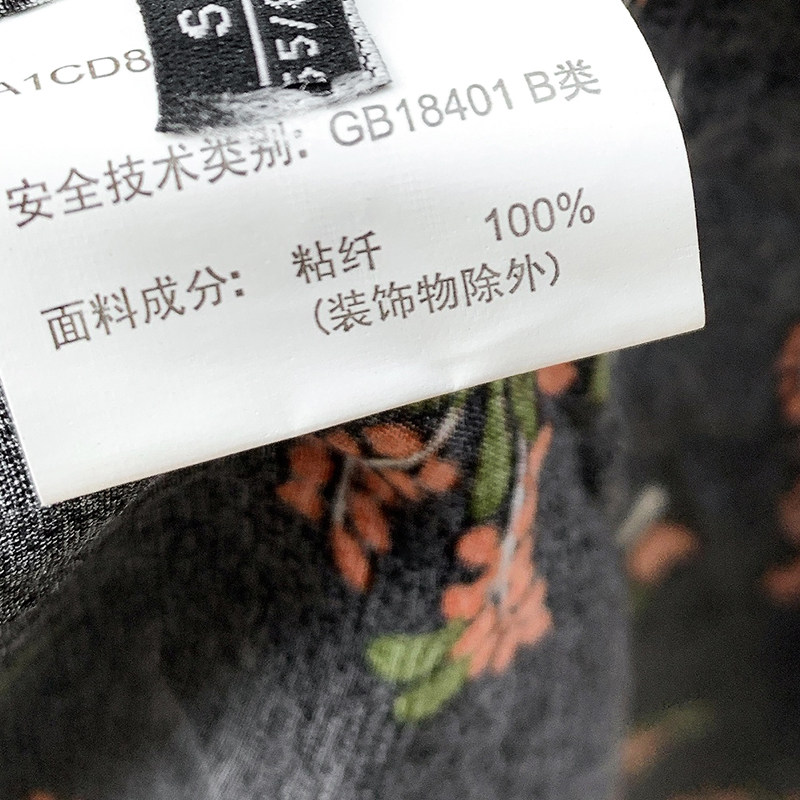 S
A1CD8
安全技术类别: GB18401 B类
面料成分: 粘纤 100%
(装饰物除外)